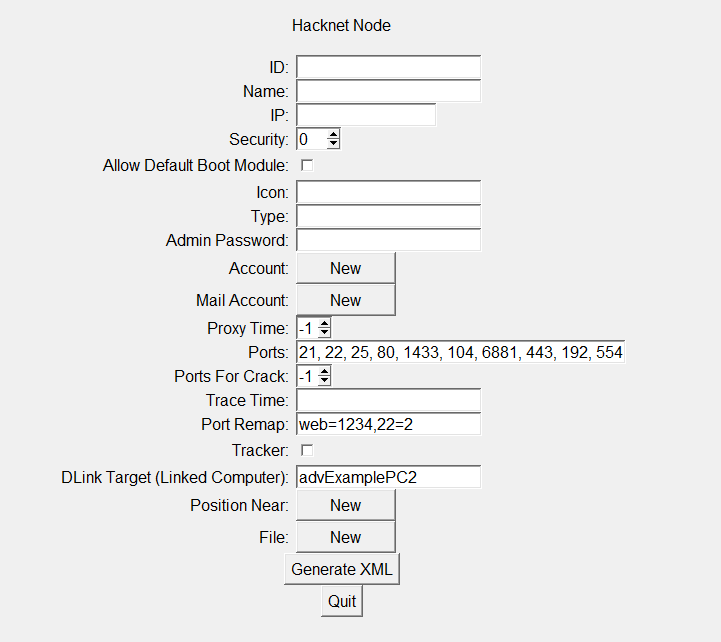 Hacknet Node
ID:
Name:
IP:
Security: 0
Allow Default Boot Module:
Icon:
Type:
Admin Password:
Account: New
Mail Account: New
Proxy Time: -1
Ports: 21, 22, 25, 80, 1433, 104, 6881, 443, 192, 554
Ports For Crack: -1
Trace Time:
Port Remap: web=1234,22=2
Tracker:
DLink Target (Linked Computer): advExamplePC2
Position Near: New
File: New
Generate XML
Quit